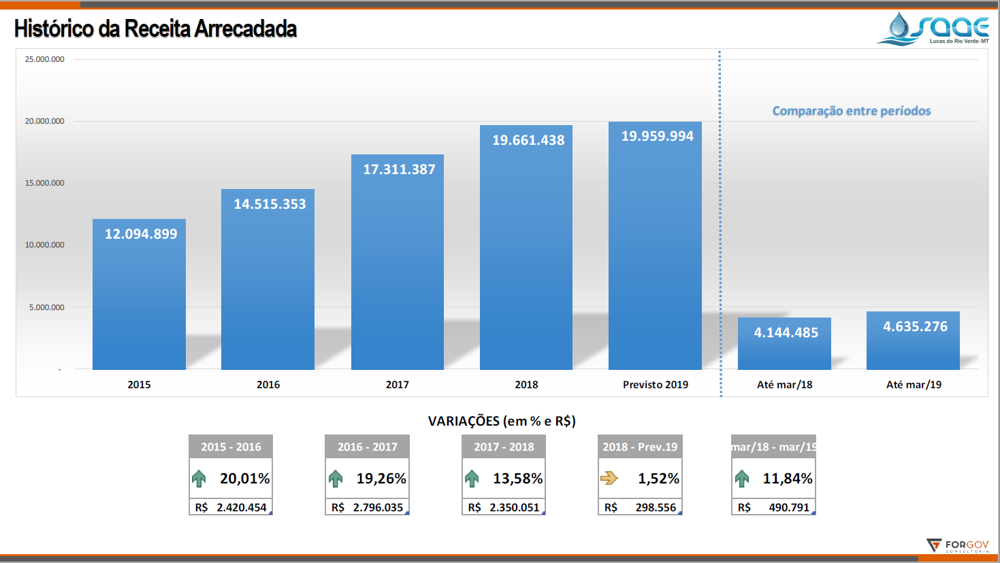 Histórico da Receita Arrecadada
saae
Lucas do Rio Verde-MT
25.000.000
20.000.000
15.000.000
10.000.000
5.000.000
-
Comparação entre períodos
12.094.899
14.515.353
17.311.387
19.661.438
19.959.994
4.144.485
4.635.276
2015 2016 2017 2018 Previsto 2019 Até mar/18 Até mar/19
VARIAÇÕES (em % e R$)
2015 - 2016 2016 - 2017 2017 - 2018 2018 - Prev.19 mar/18 - mar/19
20,01% 19,26% 13,58% 1,52% 11,84%
R$ 2.420.454 R$ 2.796.035 R$ 2.350.051 R$ 298.556 R$ 490.791
FORGOV
CONSULTORIA